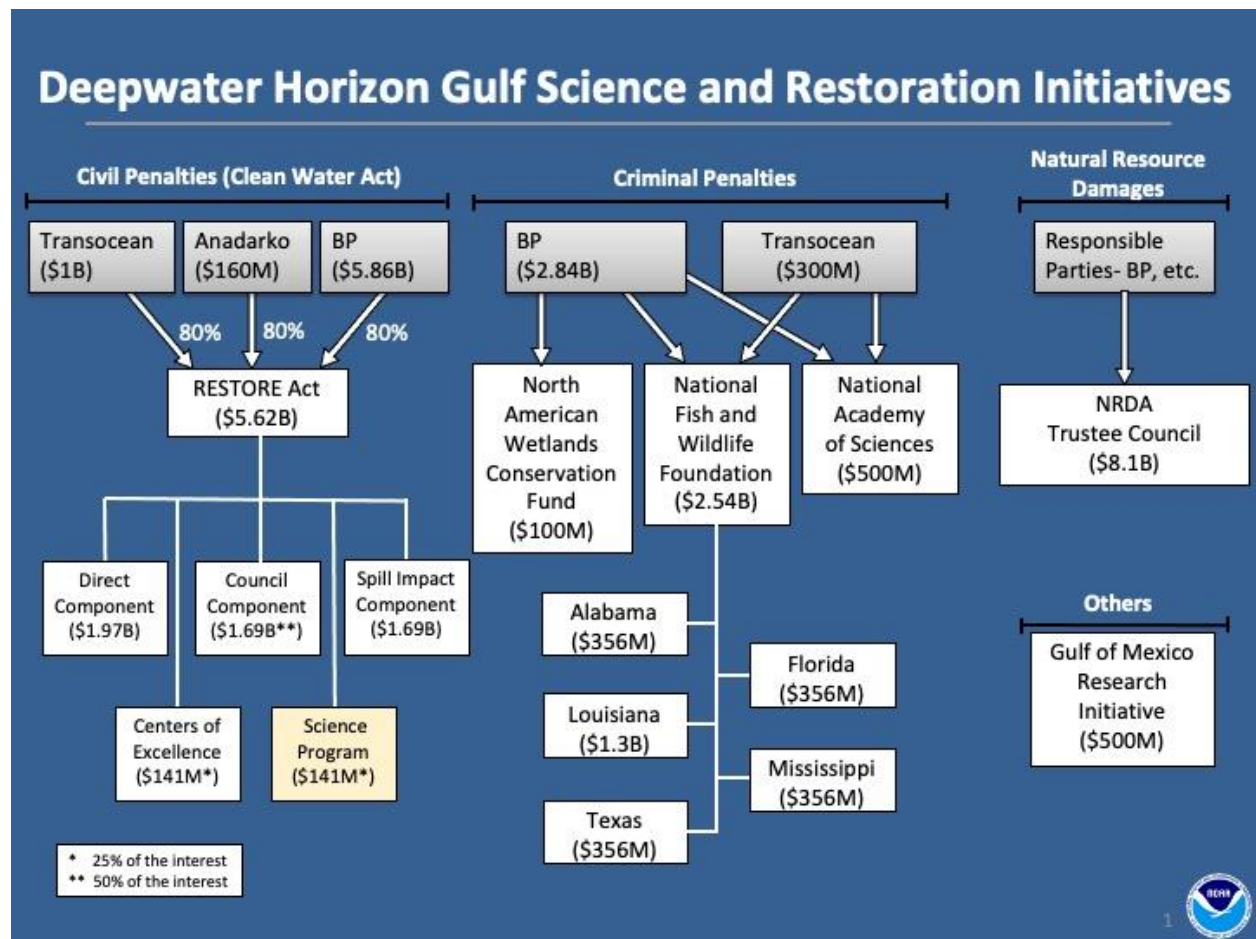 Deepwater Horizon Gulf Science and Restoration Initiatives
Civil Penalties (Clean Water Act)
Transocean
($1B)
Anadarko
($160M)
BP
($5.86B)
80%
80%
80%
RESTORE Act
($5.62B)
Direct
Component
($1.97B)
Council
Component
($1.69B**)
Spill Impact
Component
($1.69B)
Centers of
Excellence
($141M*)
Science
Program
($141M*)
* 25% of the interest
** 50% of the interest
Criminal Penalties
BP
($2.84B)
Transocean
($300M)
North
American
Wetlands
Conservation
Fund
($100M)
National
Fish and
Wildlife
Foundation
($2.54B)
National
Academy
of Sciences
($500M)
Alabama
($356M)
Florida
($356M)
Louisiana
($1.3B)
Mississippi
($356M)
Texas
($356M)
Natural Resource
Damages
Responsible
Parties- BP, etc.
NRDA
Trustee Council
($8.1B)
Others
Gulf of Mexico
Research
Initiative
($500M)
1
NOAA